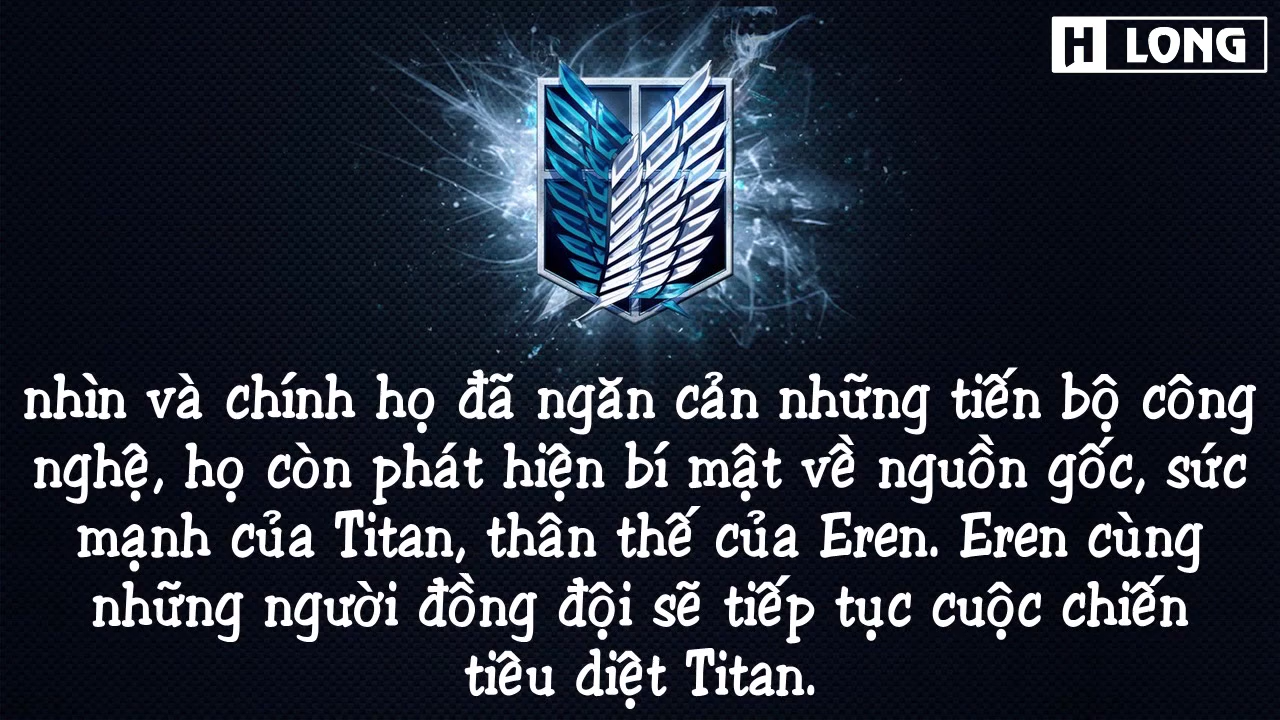 H LONG
nhìn và chính họ đã ngăn cản những tiến bộ công
nghệ, họ còn phát hiện bí mật về nguồn gốc, sức
mạnh của Titan, thân thế của Eren. Eren cùng
những người đồng đội sẽ tiếp tục cuộc chiến
tiêu diệt Titan.